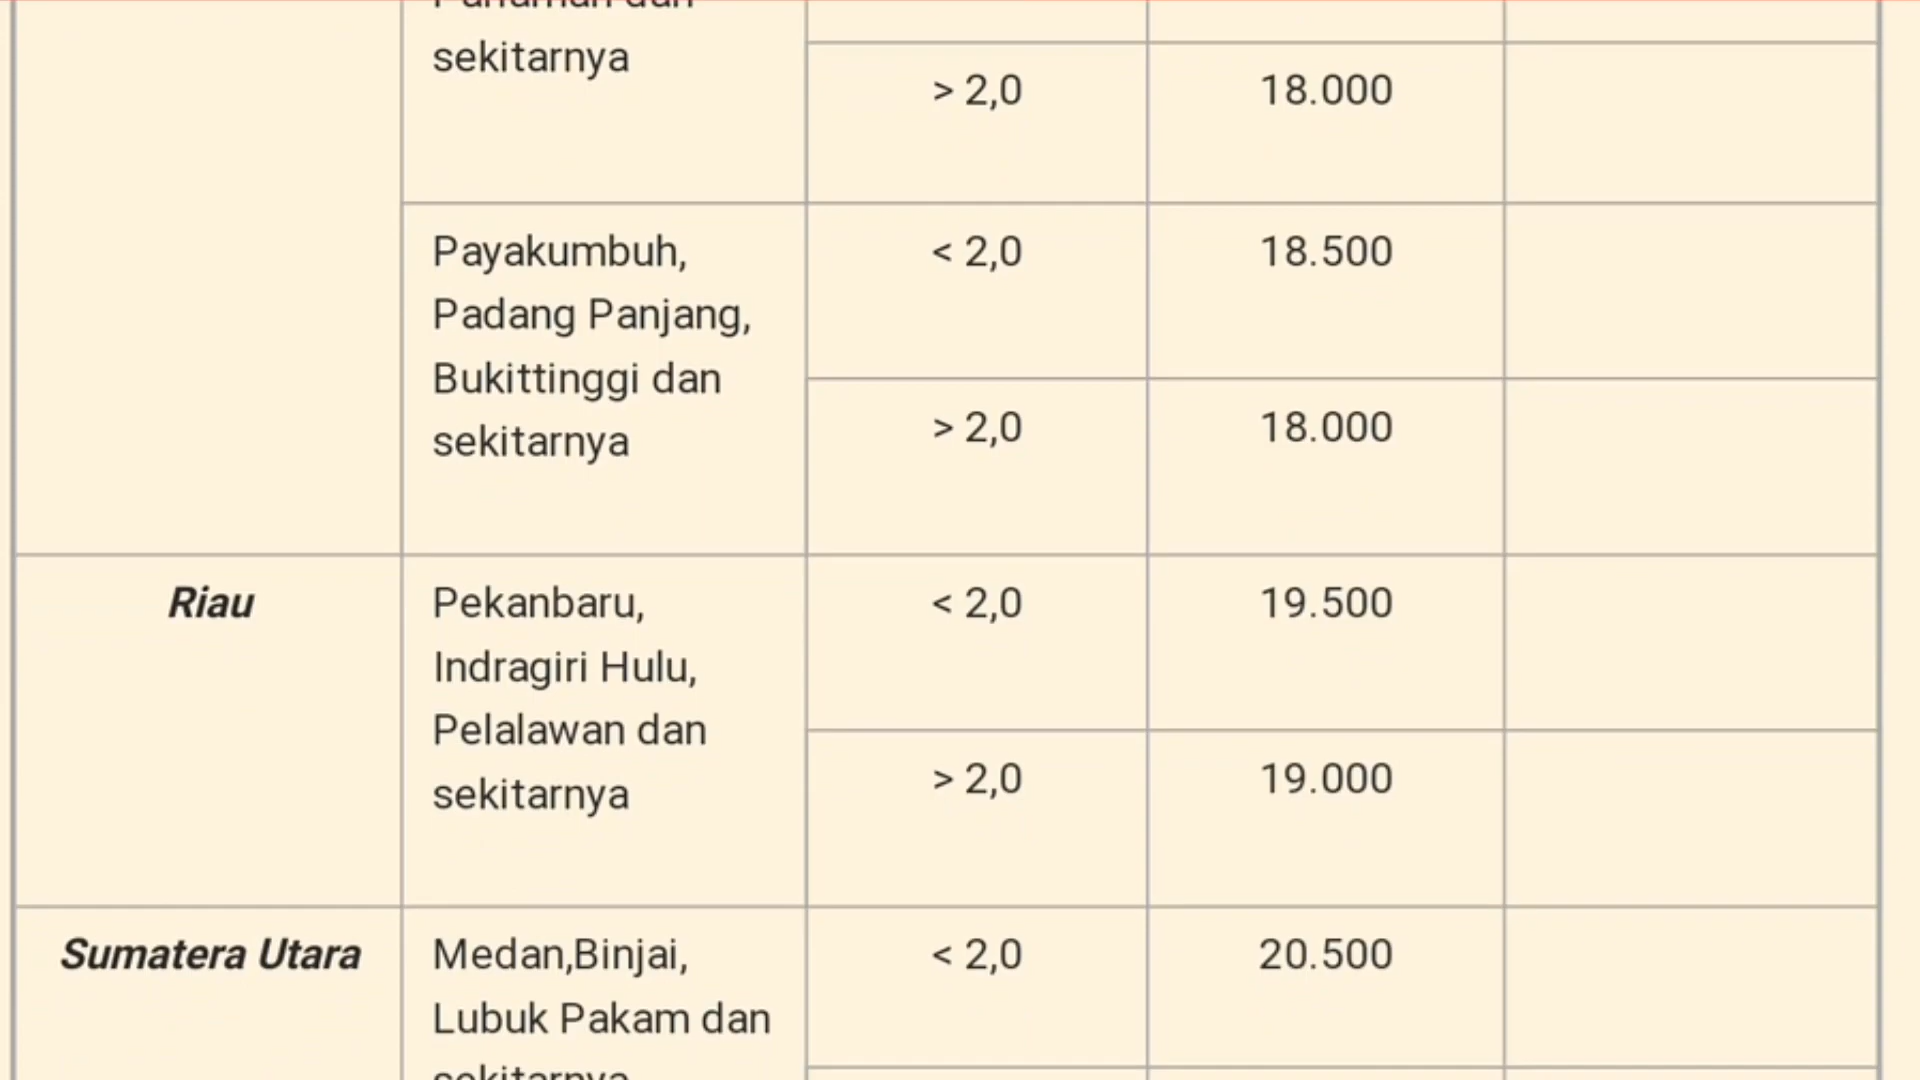 sekitarnya
> 2,0
18.000
Payakumbuh,
Padang Panjang,
Bukittinggi dan
sekitarnya
< 2,0
18.500
> 2,0
18.000
Riau
Pekanbaru,
Indragiri Hulu,
Pelalawan dan
sekitarnya
< 2,0
19.500
> 2,0
19.000
Sumatera Utara
Medan,Binjai,
Lubuk Pakam dan
< 2,0
20.500